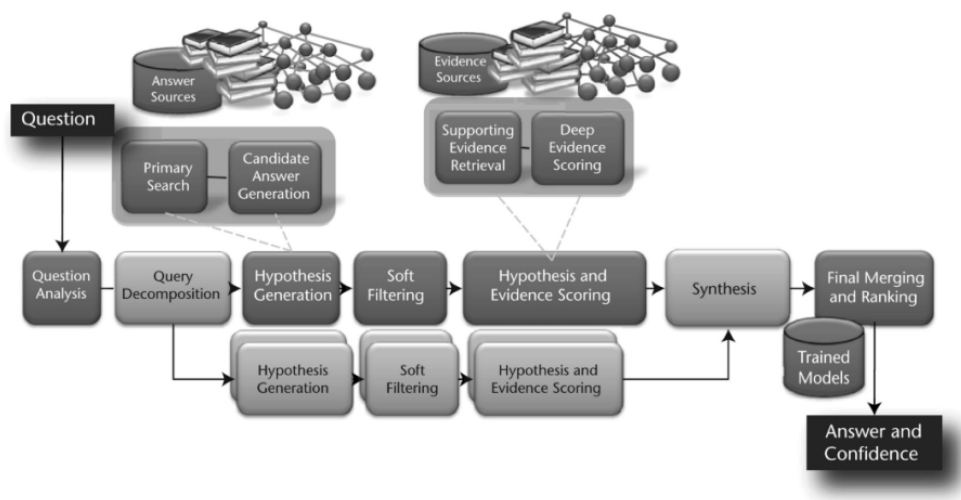 Answer
Sources
Evidence
Sources
Question
Primary
Search
Candidate
Answer
Generation
Supporting
Evidence
Retrieval
Deep
Evidence
Scoring
Question
Analysis
Query
Decomposition
Hypothesis
Generation
Soft
Filtering
Hypothesis and
Evidence Scoring
Synthesis
Final Merging
and Ranking
Trained
Models
Hypothesis
Generation
Soft
Filtering
Hypothesis and
Evidence Scoring
Answer and
Confidence